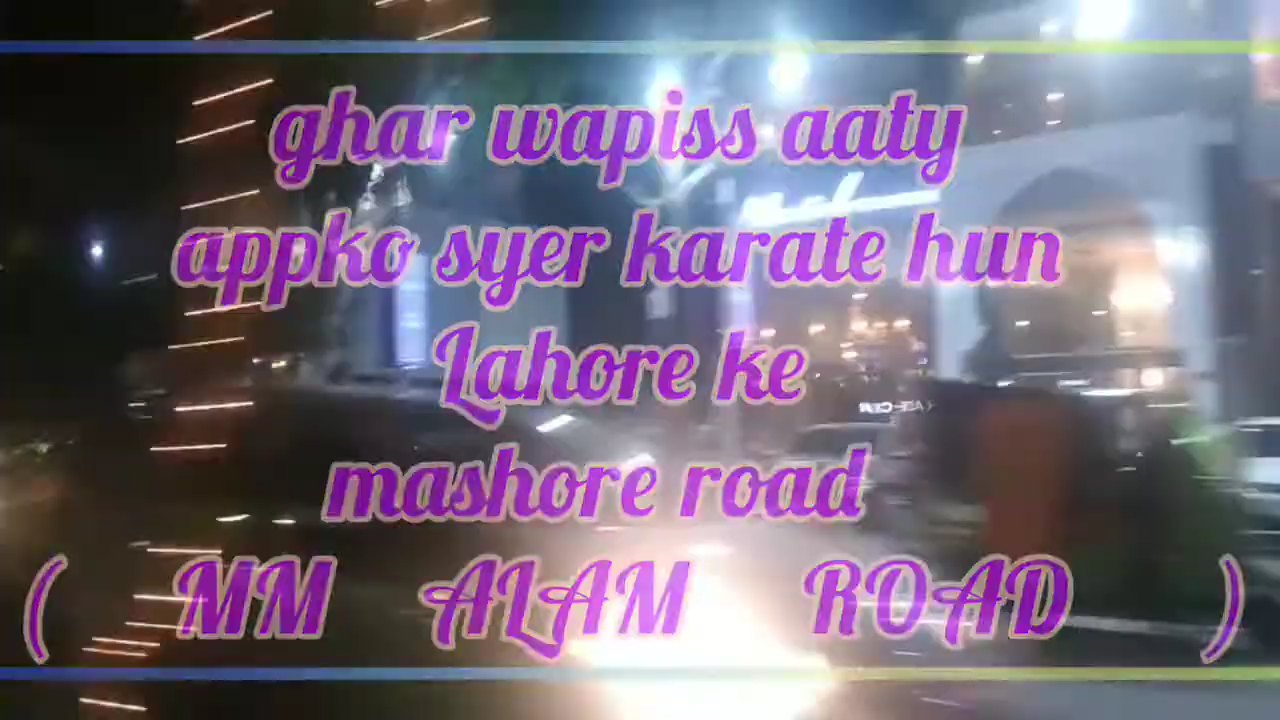 ghar wapiss aaty
appko syer karate hun
Lahore ke
mashore road
( MM ALAM ROAD )